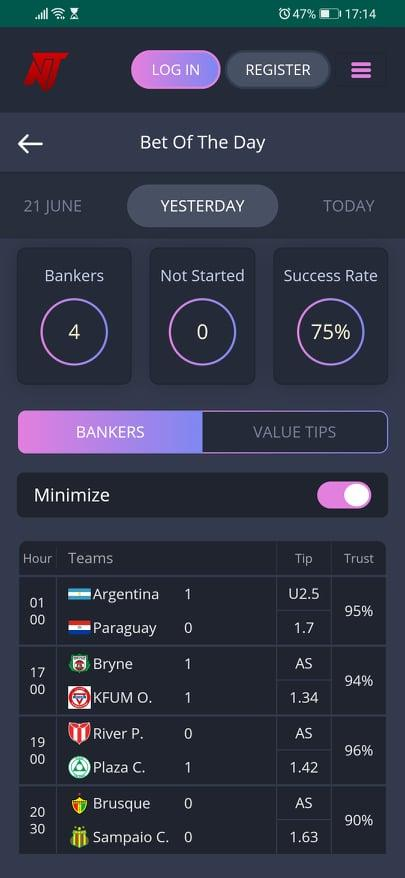 47% 17:14
NT
LOG IN REGISTER
Bet Of The Day
21 JUNE YESTERDAY TODAY
Bankers Not Started Success Rate
4 0 75%
BANKERS VALUE TIPS
Minimize
Hour Teams Tip Trust
01 00 Argentina 1 U2.5 95%
Paraguay 0 1.7
17 00 Bryne 1 AS 94%
KFUM O. 1 1.34
19 00 River P. 0 AS 96%
Plaza C. 1 1.42
20 30 Brusque 0 AS 90%
Sampaio C. 0 1.63